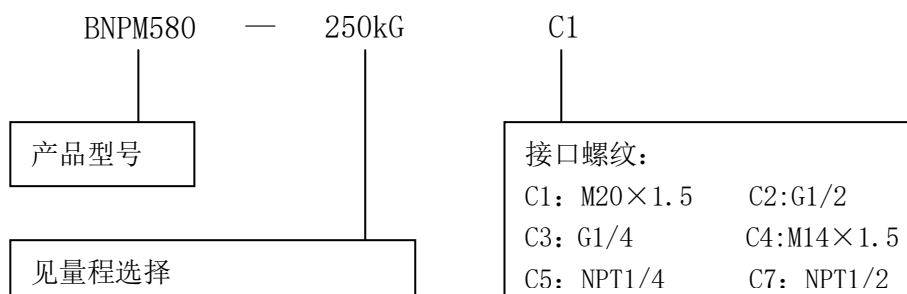 BNPM580 — 250kG C1
产品型号
见量程选择
接口螺纹：
C1：M20×1.5 C2:G1/2
C3：G1/4 C4:M14×1.5
C5：NPT1/4 C7：NPT1/2